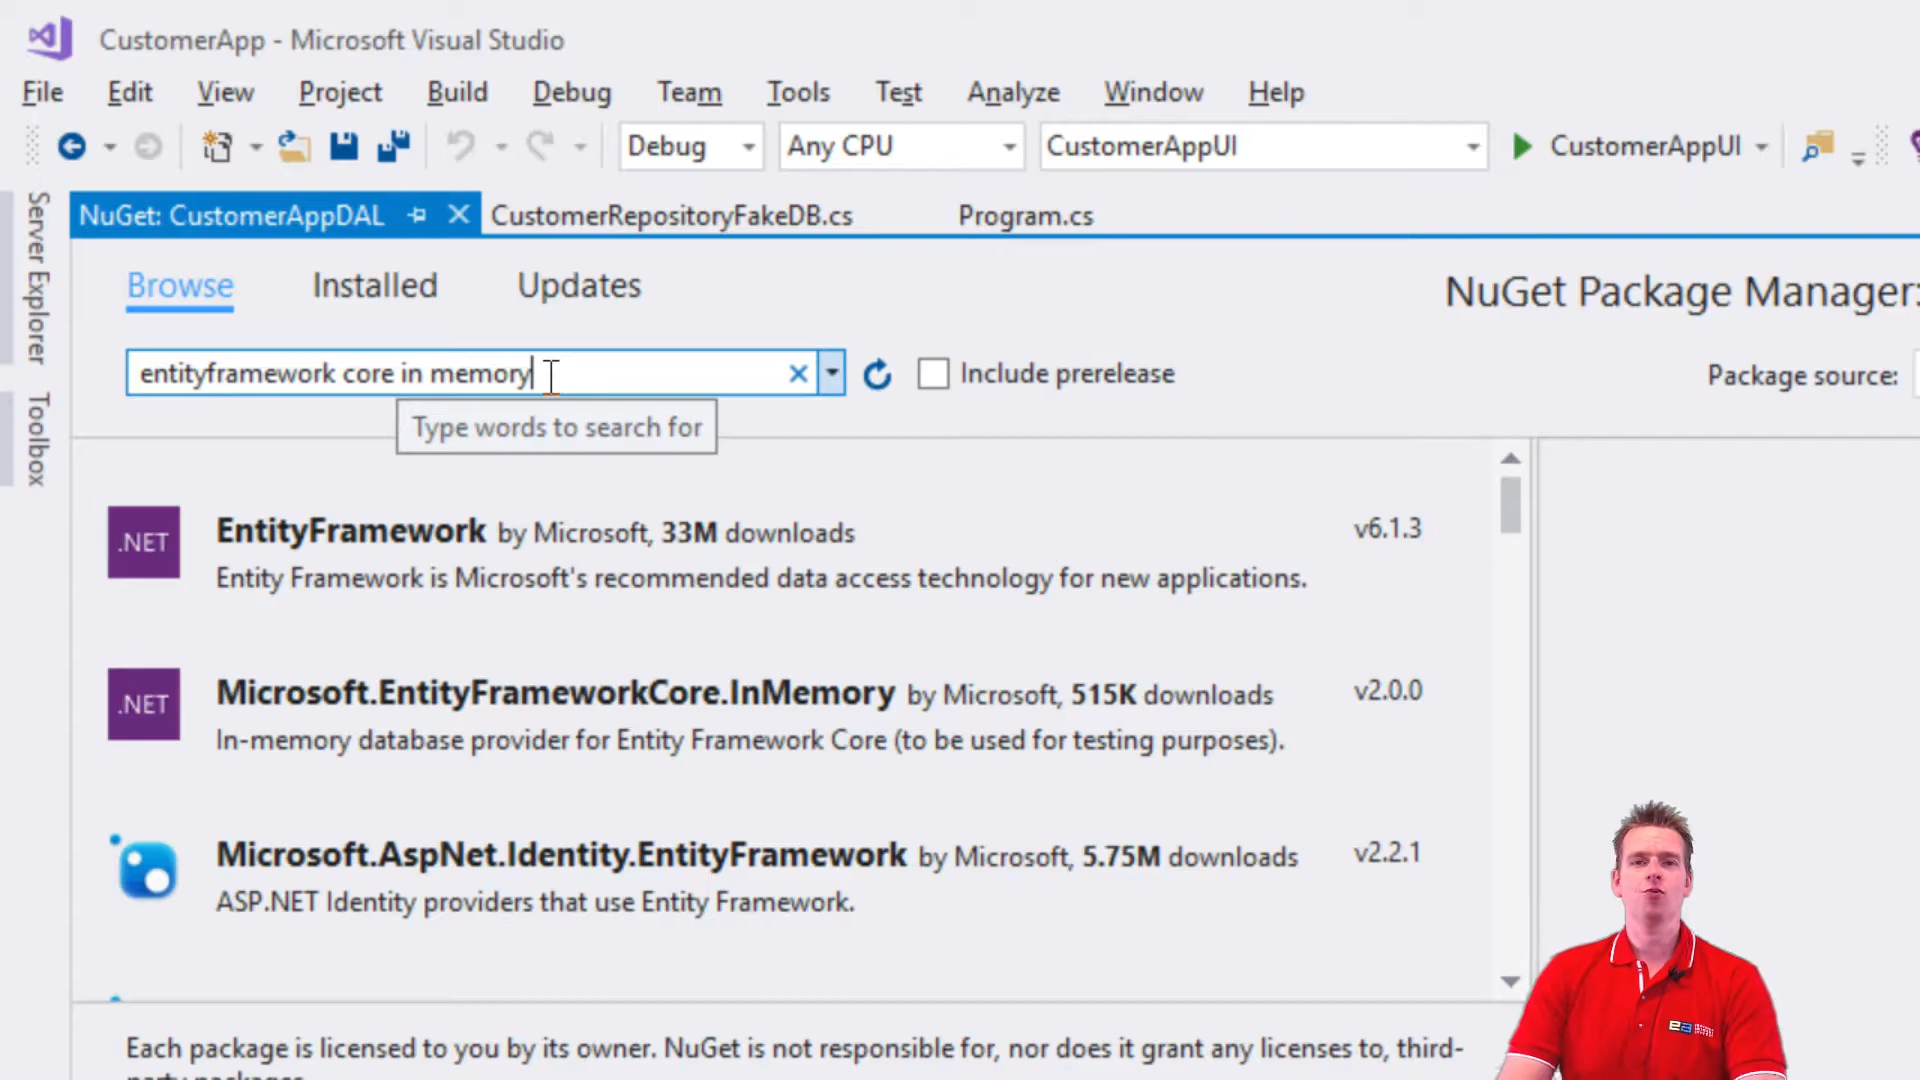 CustomerApp - Microsoft Visual Studio
File Edit View Project Build Debug Team Tools Test Analyze Window Help
Debug Any CPU CustomerAppUI CustomerAppUI
Server Explorer
Toolbox
NuGet: CustomerAppDAL CustomerRepositoryFakeDB.cs Program.cs
Browse Installed Updates
NuGet Package Manager:
entityframework core in memory Include prerelease Package source:
Type words to search for
.NET
EntityFramework by Microsoft, 33M downloads v6.1.3
Entity Framework is Microsoft's recommended data access technology for new applications.
.NET
Microsoft.EntityFrameworkCore.InMemory by Microsoft, 515K downloads v2.0.0
In-memory database provider for Entity Framework Core (to be used for testing purposes).
Microsoft.AspNet.Identity.EntityFramework by Microsoft, 5.75M downloads v2.2.1
ASP.NET Identity providers that use Entity Framework.
Each package is licensed to you by its owner. NuGet is not responsible for, nor does it grant any licenses to, third-
party packages.